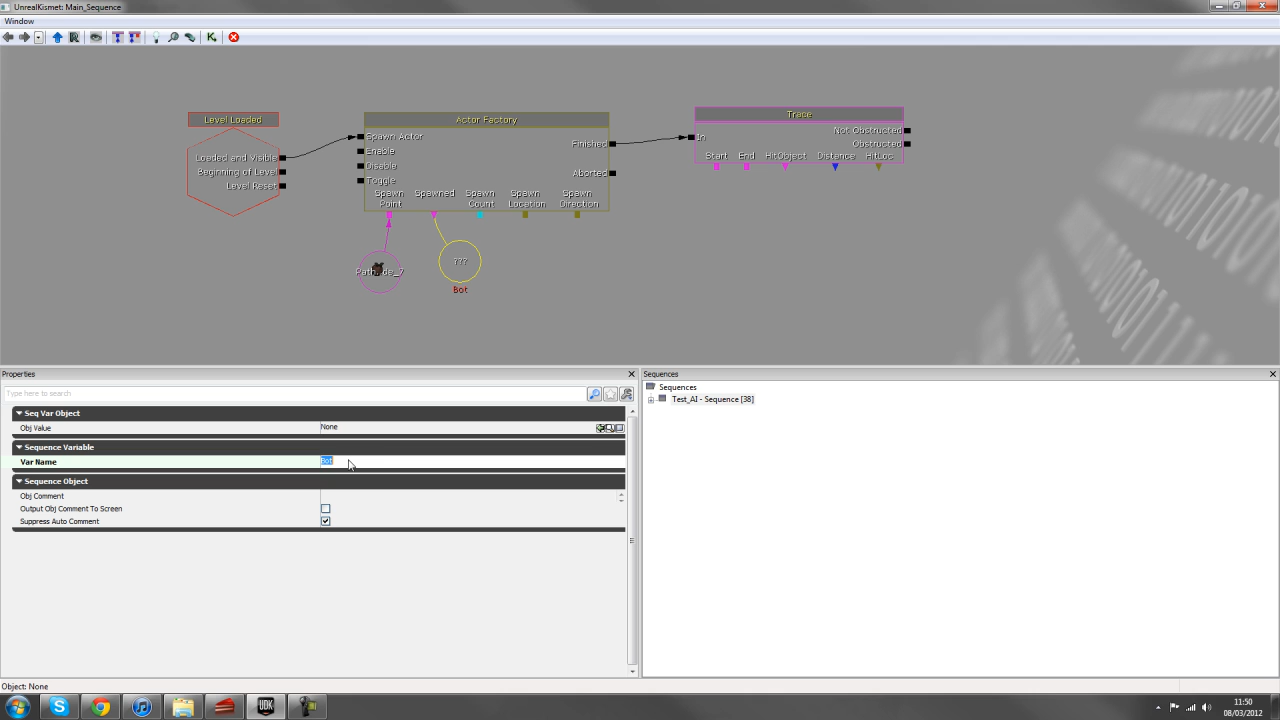 UnrealKismet: Main_Sequence
Window
Level Loaded
Loaded and Visible
Beginning of Level
Level Reset
Actor Factory
Spawn Actor
Enable
Disable
Toggle
Finished
Aborted
Spawn Point
Spawned
Spawn Count
Spawn Location
Spawn Direction
???
Bot
Trace
In
Not Obstructed
Obstructed
Start
End
HitObject
Distance
HitLoc
Properties
Type here to search
Seq Var Object
Obj Value
None
Sequence Variable
Var Name
Bot
Sequence Object
Obj Comment
Output Obj Comment To Screen
Suppress Auto Comment
Sequences
Sequences
Test_AI - Sequence [38]
Object: None
UDK
11:50
08/03/2012